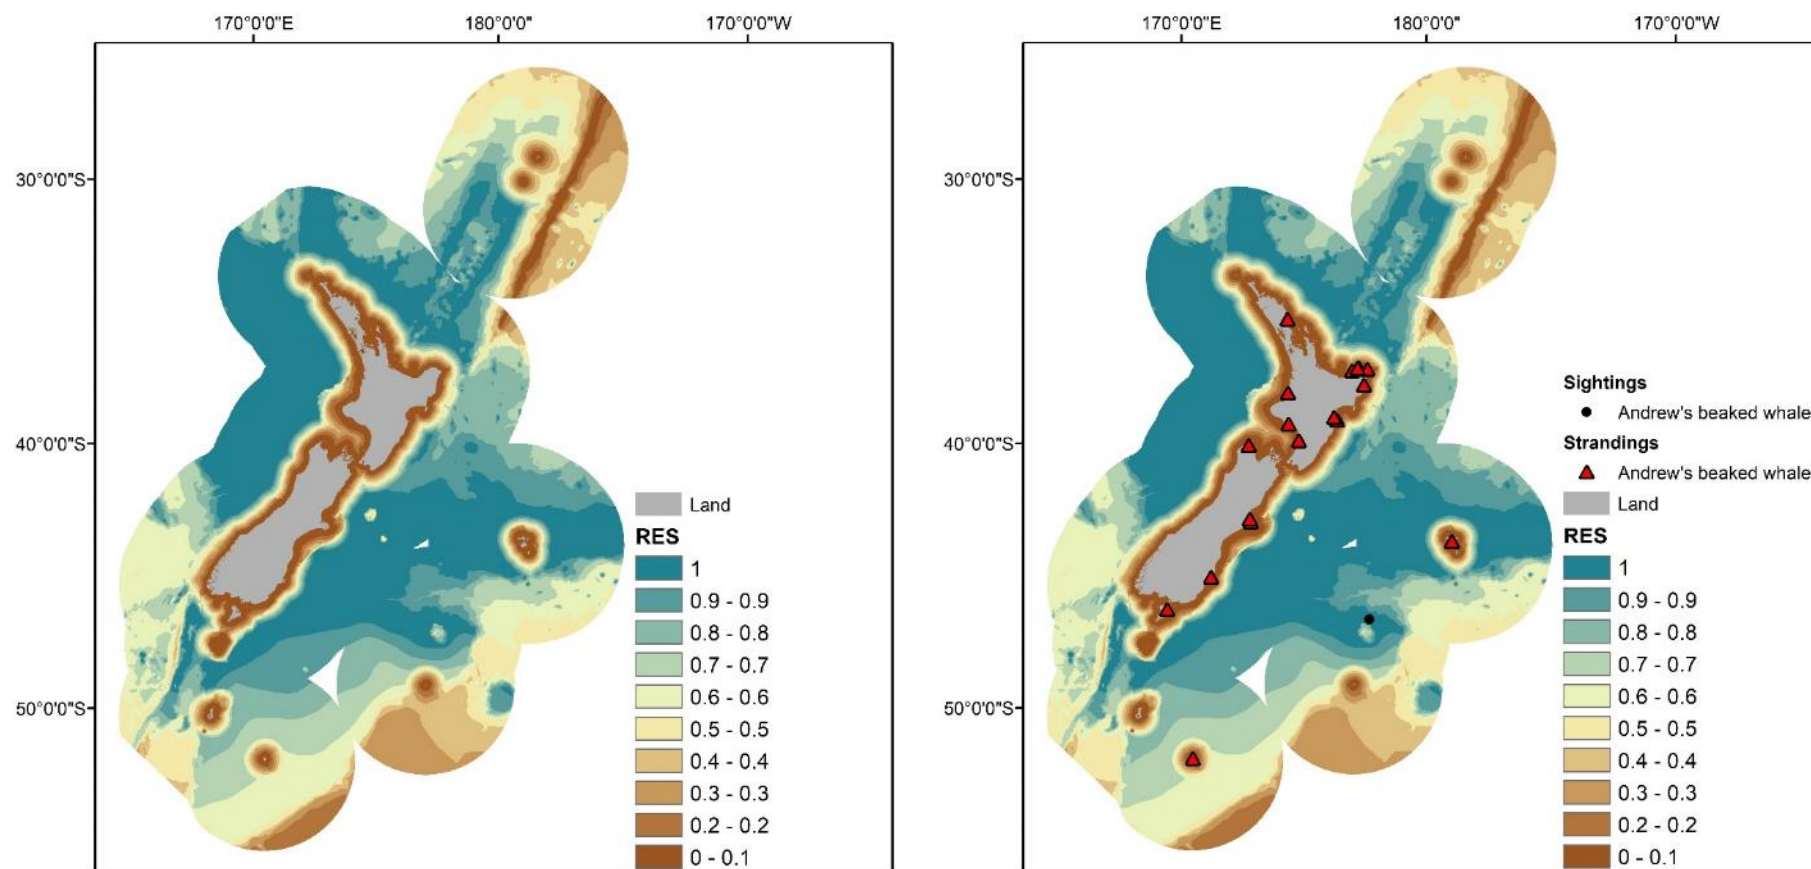 170°0'0"E 180°0'0" 170°0'0"W
30°0'0"S
40°0'0"S
50°0'0"S
Land
RES
1
0.9 - 0.9
0.8 - 0.8
0.7 - 0.7
0.6 - 0.6
0.5 - 0.5
0.4 - 0.4
0.3 - 0.3
0.2 - 0.2
0 - 0.1
170°0'0"E 180°0'0" 170°0'0"W
30°0'0"S
40°0'0"S
50°0'0"S
Sightings
Andrew's beaked whale
Strandings
Andrew's beaked whale
Land
RES
1
0.9 - 0.9
0.8 - 0.8
0.7 - 0.7
0.6 - 0.6
0.5 - 0.5
0.4 - 0.4
0.3 - 0.3
0.2 - 0.2
0 - 0.1